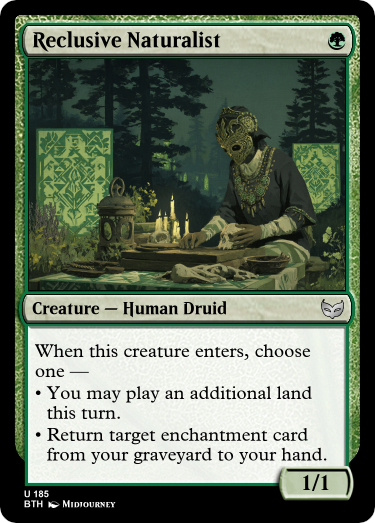 Reclusive Naturalist
Creature — Human Druid
When this creature enters, choose
one —
• You may play an additional land
this turn.
• Return target enchantment card
from your graveyard to your hand.
1/1
U 185
BTH Midjourney